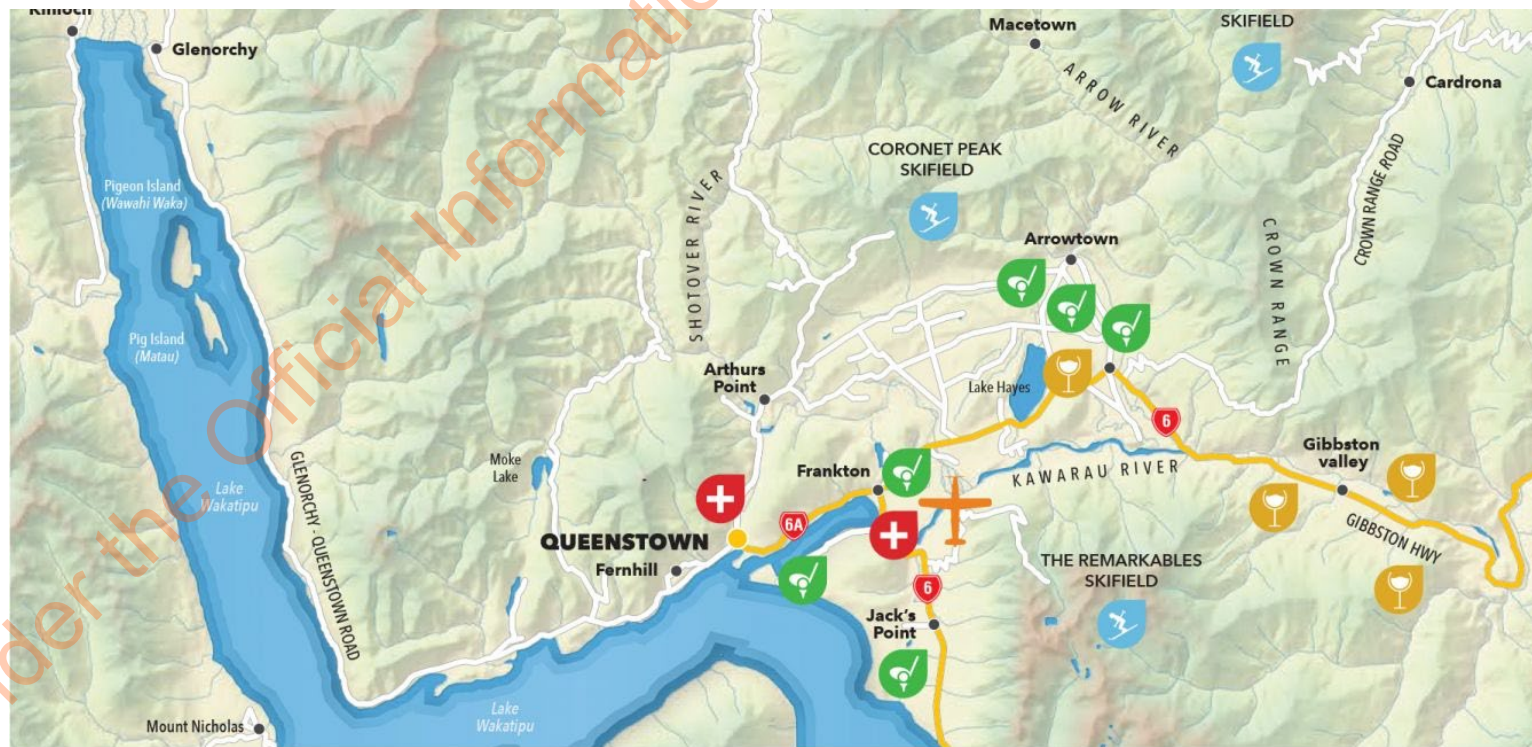 Kinloch
Glenorchy
Macetown
SKIFIELD
Cardrona
ARROW RIVER
CORONET PEAK
SKIFIELD
Pigeon Island
(Wawahi Waka)
SHOTOVER RIVER
Arrowtown
CROWN RANGE
CROWN RANGE ROAD
Pig Island
(Matau)
Arthurs
Point
Lake Hayes
6
Gibbston
valley
Moke
Lake
Frankton
KAWARAU RIVER
GLENORCHY - QUEENSTOWN ROAD
Lake
Wakatipu
6A
QUEENSTOWN
Fernhill
GIBBSTON HWY
THE REMARKABLES
SKIFIELD
6
Jack's
Point
Mount Nicholas
Lake
Wakatipu
der the Official Informatio